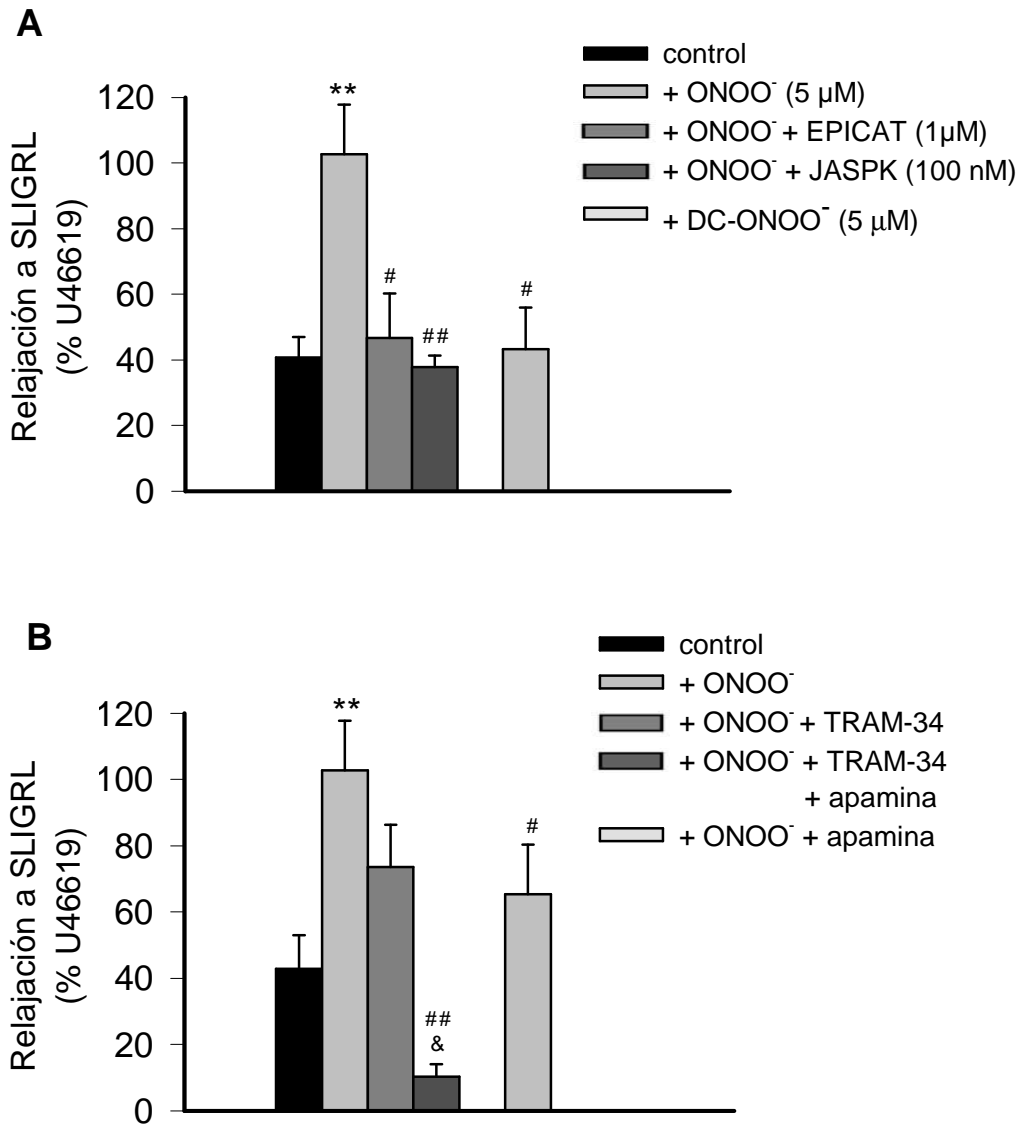 A
control
+ ONOO⁻ (5 µM)
+ ONOO⁻ + EPICAT (1µM)
+ ONOO⁻ + JASPK (100 nM)
+ DC-ONOO⁻ (5 µM)
Relajación a SLIGRL
(% U46619)
120
100
80
60
40
20
0
**
#
##
#
B
control
+ ONOO⁻
+ ONOO⁻ + TRAM-34
+ ONOO⁻ + TRAM-34
+ apamina
+ ONOO⁻ + apamina
Relajación a SLIGRL
(% U46619)
120
100
80
60
40
20
0
**
##
&
#